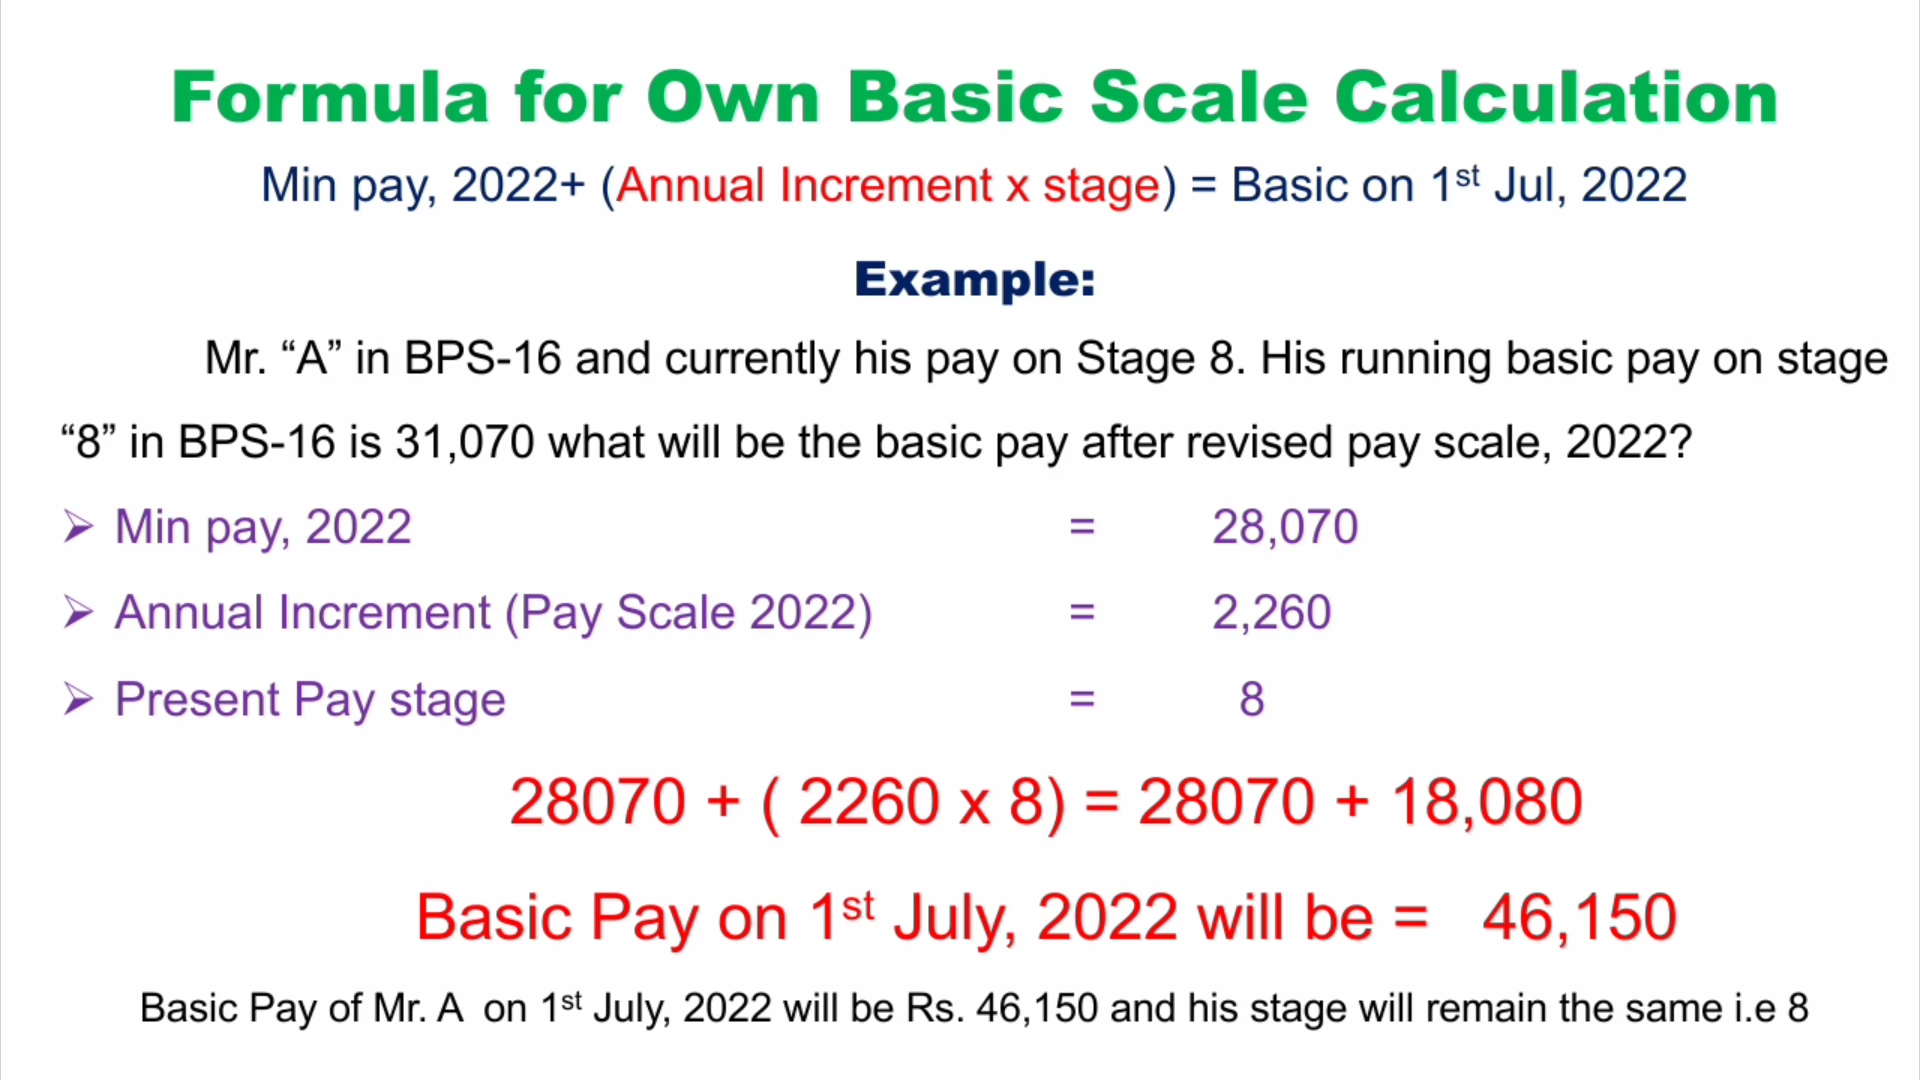 Formula for Own Basic Scale Calculation
Min pay, 2022+ (Annual Increment x stage) = Basic on 1st Jul, 2022
Example:
Mr. “A” in BPS-16 and currently his pay on Stage 8. His running basic pay on stage
“8” in BPS-16 is 31,070 what will be the basic pay after revised pay scale, 2022?
➢ Min pay, 2022 = 28,070
➢ Annual Increment (Pay Scale 2022) = 2,260
➢ Present Pay stage = 8
28070 + ( 2260 x 8) = 28070 + 18,080
Basic Pay on 1st July, 2022 will be = 46,150
Basic Pay of Mr. A on 1st July, 2022 will be Rs. 46,150 and his stage will remain the same i.e 8